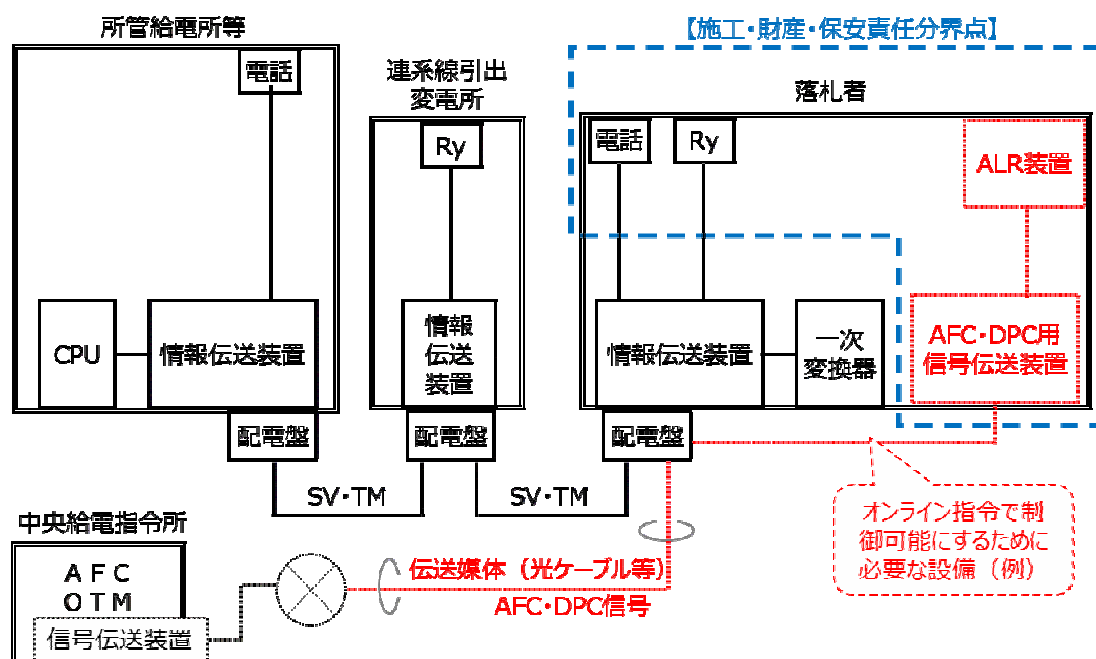 所管給電所等
電話
CPU
情報伝送装置
配電盤
連系線引出
変電所
Ry
情報
伝送
装置
配電盤
【施工・財産・保安責任分界点】
落札者
電話
Ry
ALR装置
情報伝送装置
一次
変換器
AFC・DPC用
信号伝送装置
配電盤
SV・TM
SV・TM
オンライン指令で制
御可能にするために
必要な設備（例）
中央給電指令所
AFC
OTM
信号伝送装置
伝送媒体（光ケーブル等）
AFC・DPC信号